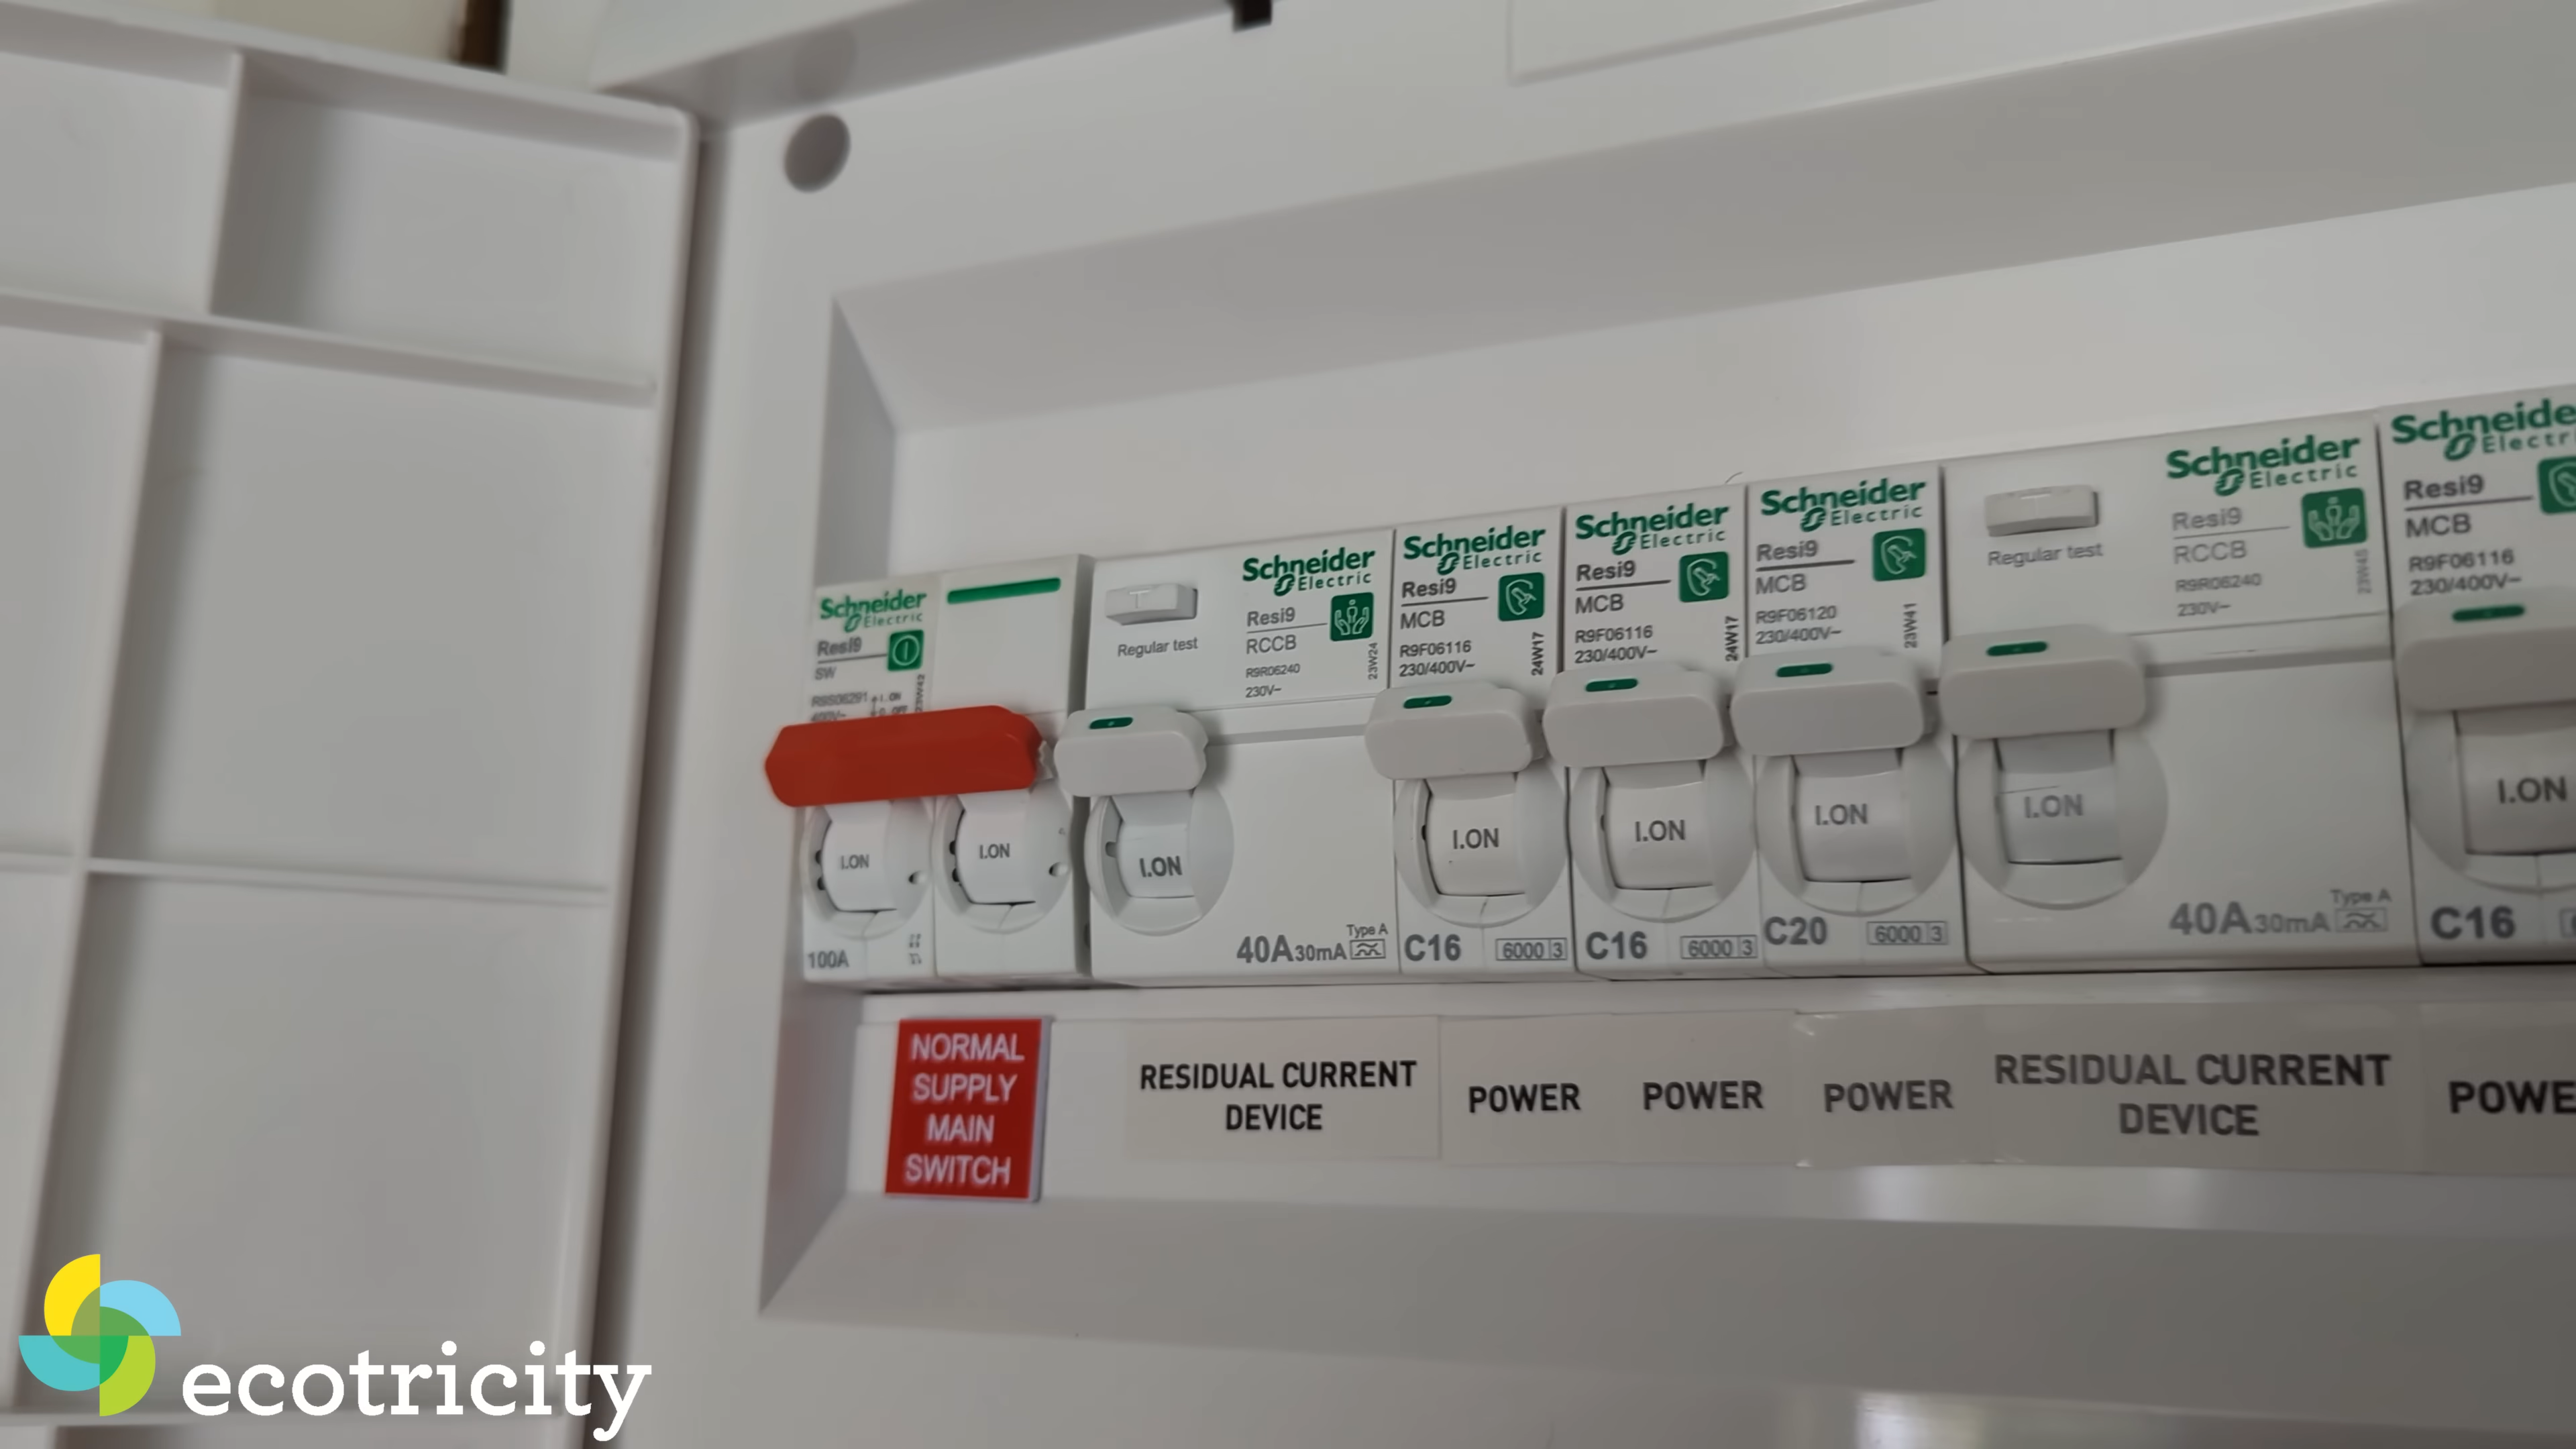 Schneider
Electric
Resi9
SW
I.ON
I.ON
100A
Regular test
Schneider
Electric
Resi9
RCCB
R9R06240
230V~
23W24
I.ON
40A 30mA Type A
Schneider
Electric
Resi9
MCB
R9F06116
230/400V~
24W17
I.ON
C16 6000 3
Schneider
Electric
Resi9
MCB
R9F06116
230/400V~
24W17
I.ON
C16 6000 3
Schneider
Electric
Resi9
MCB
R9F06120
230/400V~
23W41
I.ON
C20 6000 3
Regular test
Schneider
Electric
Resi9
RCCB
R9R06240
230V~
23W45
I.ON
40A 30mA Type A
Resi9
MCB
R9F06116
230/400V~
I.ON
C16
NORMAL
SUPPLY
MAIN
SWITCH
RESIDUAL CURRENT
DEVICE
POWER
POWER
POWER
RESIDUAL CURRENT
DEVICE
ecotricity